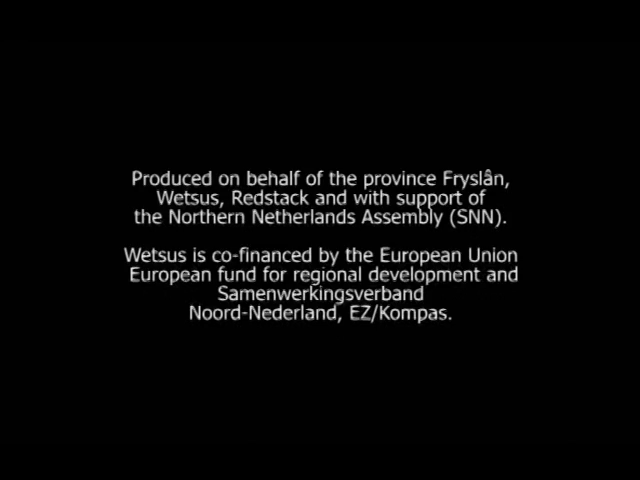 Produced on behalf of the province Fryslân,
Wetsus, Redstack and with support of
the Northern Netherlands Assembly (SNN).
Wetsus is co-financed by the European Union
European fund for regional development and
Samenwerkingsverband
Noord-Nederland, EZ/Kompas.